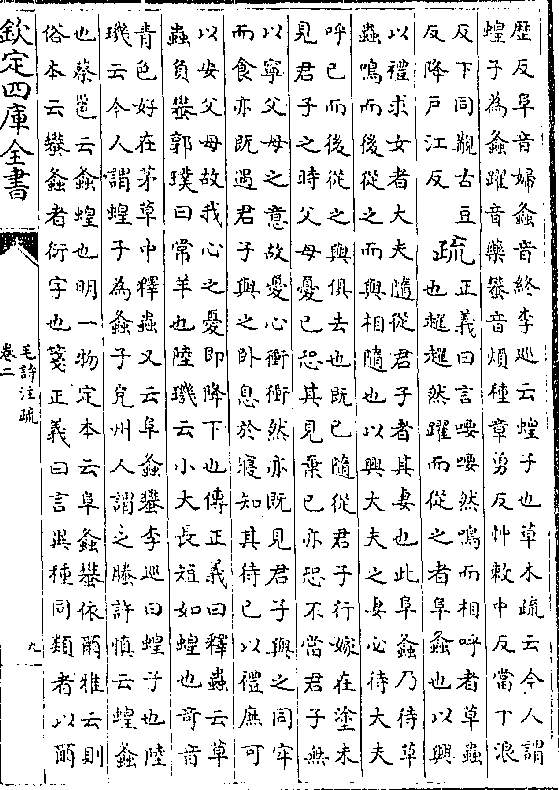 歴反阜音婦螽音終李巡云蝗子也草木疏云今人謂
蝗子為螽躍音藥蠜音煩種章勇反忡敕中反當丁浪
反下同覯古豆
反降戶江反
疏
正義曰言喓喓然鳴而相呼者草蟲
也趯趯然躍而從之者阜螽也以興
以禮求女者大夫隨從君子者其妻也此阜螽乃待草
蟲鳴而後從之而與相隨也以興大夫之妻必待大夫
呼已而後從之與俱去也既已隨從君子行嫁在塗未
見君子之時父母憂已恐其見棄已亦恐不當君子無
以寧父母之意故憂心衝衝然亦既見君子與之同牢
而食亦既遇君子與之卧息於寢知其待已以禮庶可
以安父母故我心之憂即降下也傳正義曰釋蟲云草
蟲負蠜郭璞曰常羊也陸璣云小大長短如蝗也奇音
青色好在茅草中釋蟲又云阜螽蠜李巡曰蝗子也陸
璣云今人謂蝗子為螽子兖州人謂之螣許慎云蝗螽
也蔡邕云螽蝗也明一物定本云阜螽蠜依爾雅云則
俗本云蠜螽者衍字也箋正義曰言異種同類者以爾
欽定四庫全書
毛詩注疏
卷二
九